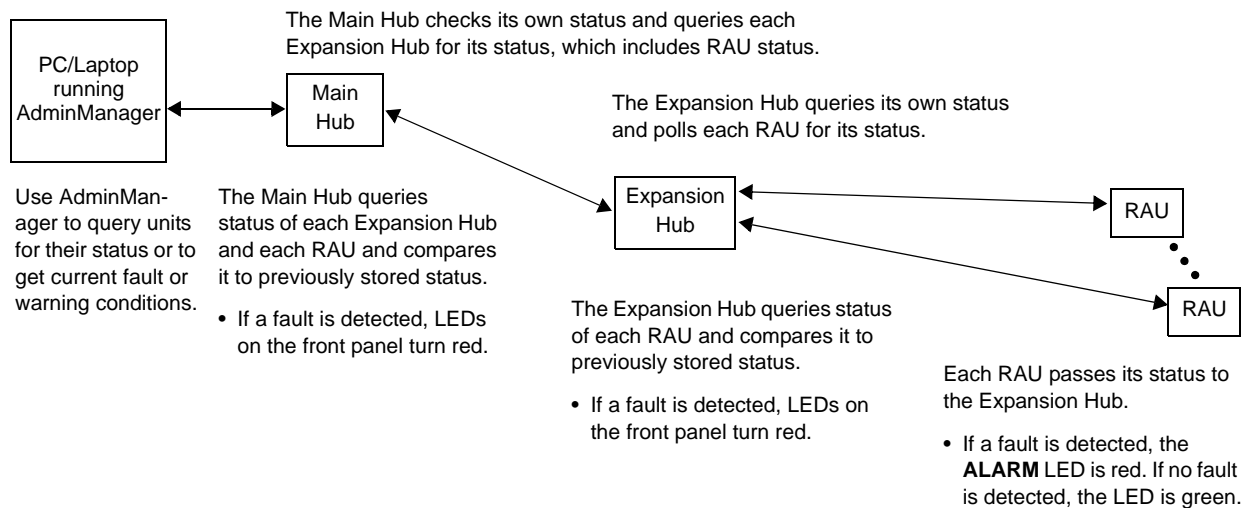 The Main Hub checks its own status and queries each
Expansion Hub for its status, which includes RAU status.
PC/Laptop
running
AdminManager
Main
Hub
The Expansion Hub queries its own status
and polls each RAU for its status.
Expansion
Hub
RAU
RAU
Use AdminMan-
ager to query units
for their status or to
get current fault or
warning conditions.
The Main Hub queries
status of each Expansion Hub
and each RAU and compares
it to previously stored status.
• If a fault is detected, LEDs
on the front panel turn red.
The Expansion Hub queries status
of each RAU and compares it to
previously stored status.
• If a fault is detected, LEDs on
the front panel turn red.
Each RAU passes its status to
the Expansion Hub.
• If a fault is detected, the
ALARM LED is red. If no fault
is detected, the LED is green.